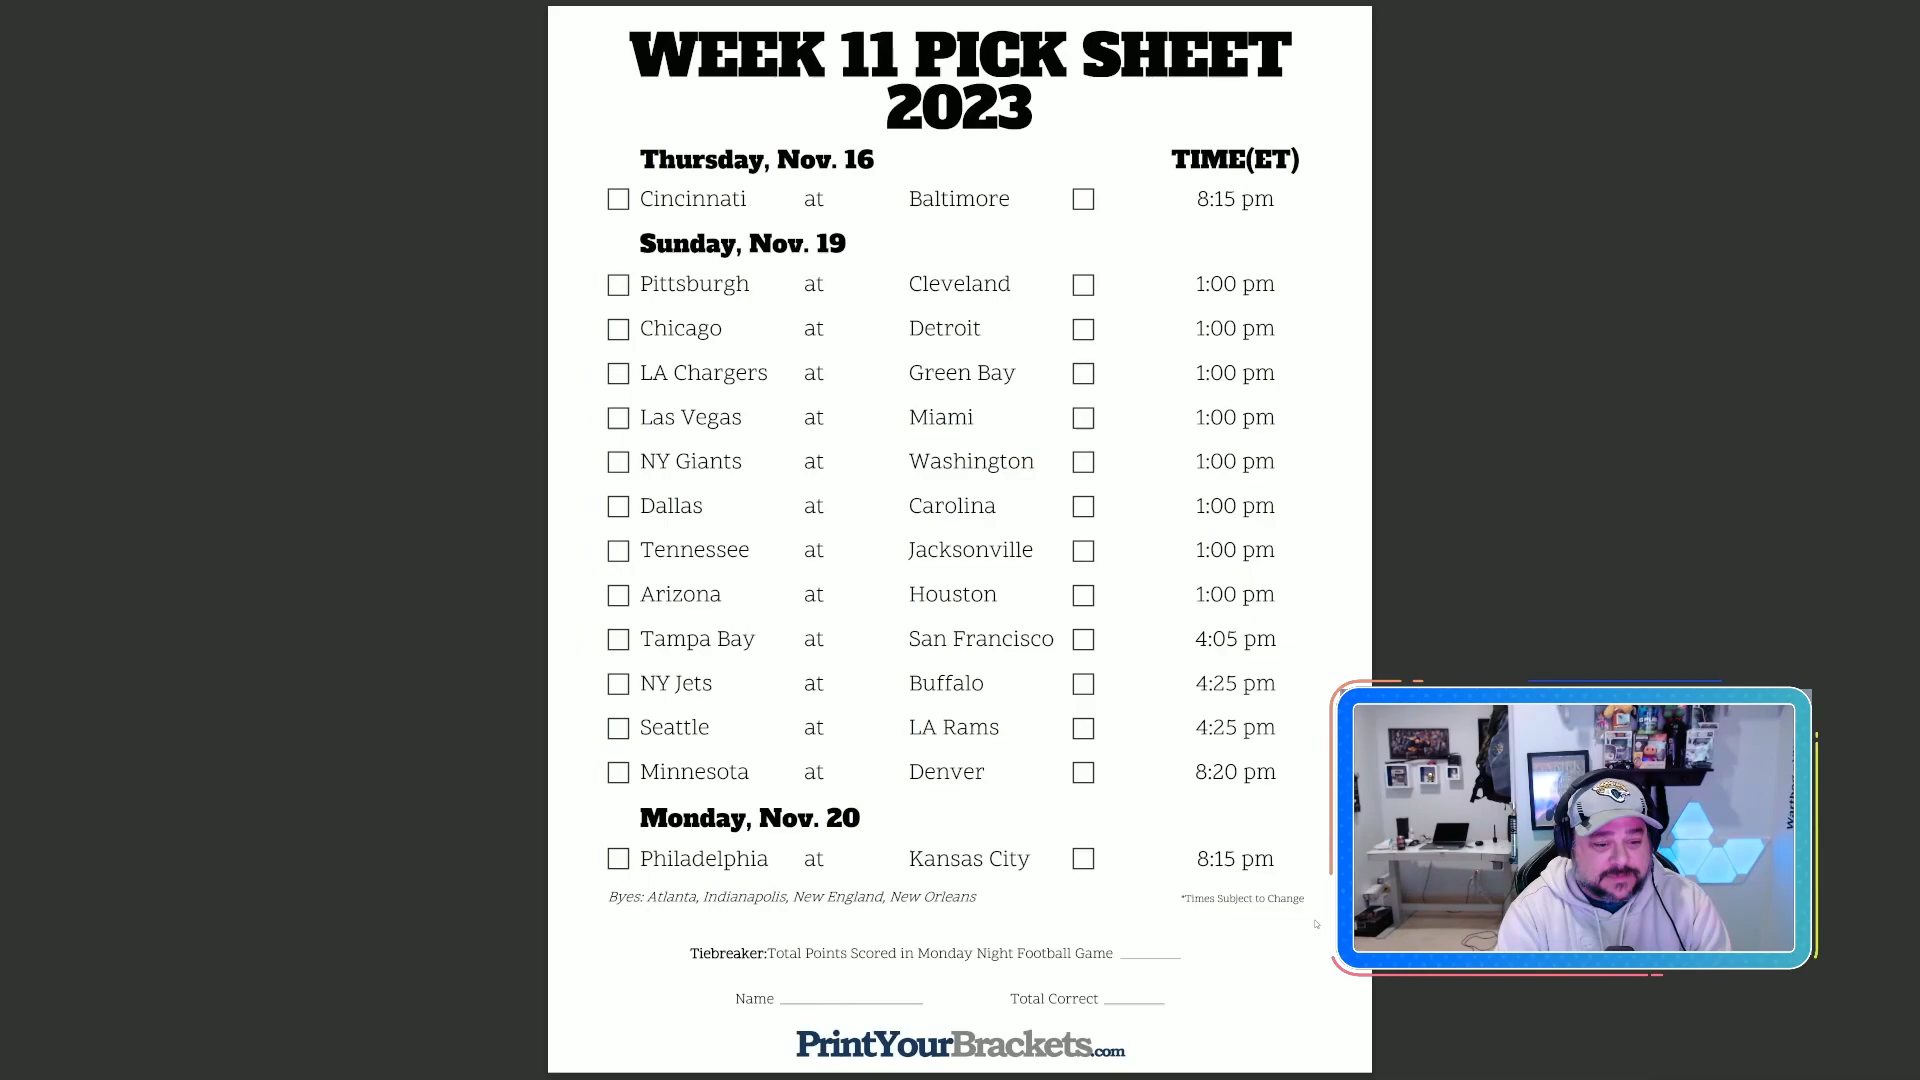 WEEK 11 PICK SHEET
2023
Thursday, Nov. 16 TIME(ET)
Cincinnati at Baltimore 8:15 pm
Sunday, Nov. 19
Pittsburgh at Cleveland 1:00 pm
Chicago at Detroit 1:00 pm
LA Chargers at Green Bay 1:00 pm
Las Vegas at Miami 1:00 pm
NY Giants at Washington 1:00 pm
Dallas at Carolina 1:00 pm
Tennessee at Jacksonville 1:00 pm
Arizona at Houston 1:00 pm
Tampa Bay at San Francisco 4:05 pm
NY Jets at Buffalo 4:25 pm
Seattle at LA Rams 4:25 pm
Minnesota at Denver 8:20 pm
Monday, Nov. 20
Philadelphia at Kansas City 8:15 pm
Byes: Atlanta, Indianapolis, New England, New Orleans *Times Subject to Change
Tiebreaker:Total Points Scored in Monday Night Football Game
Name Total Correct
PrintYourBrackets.com